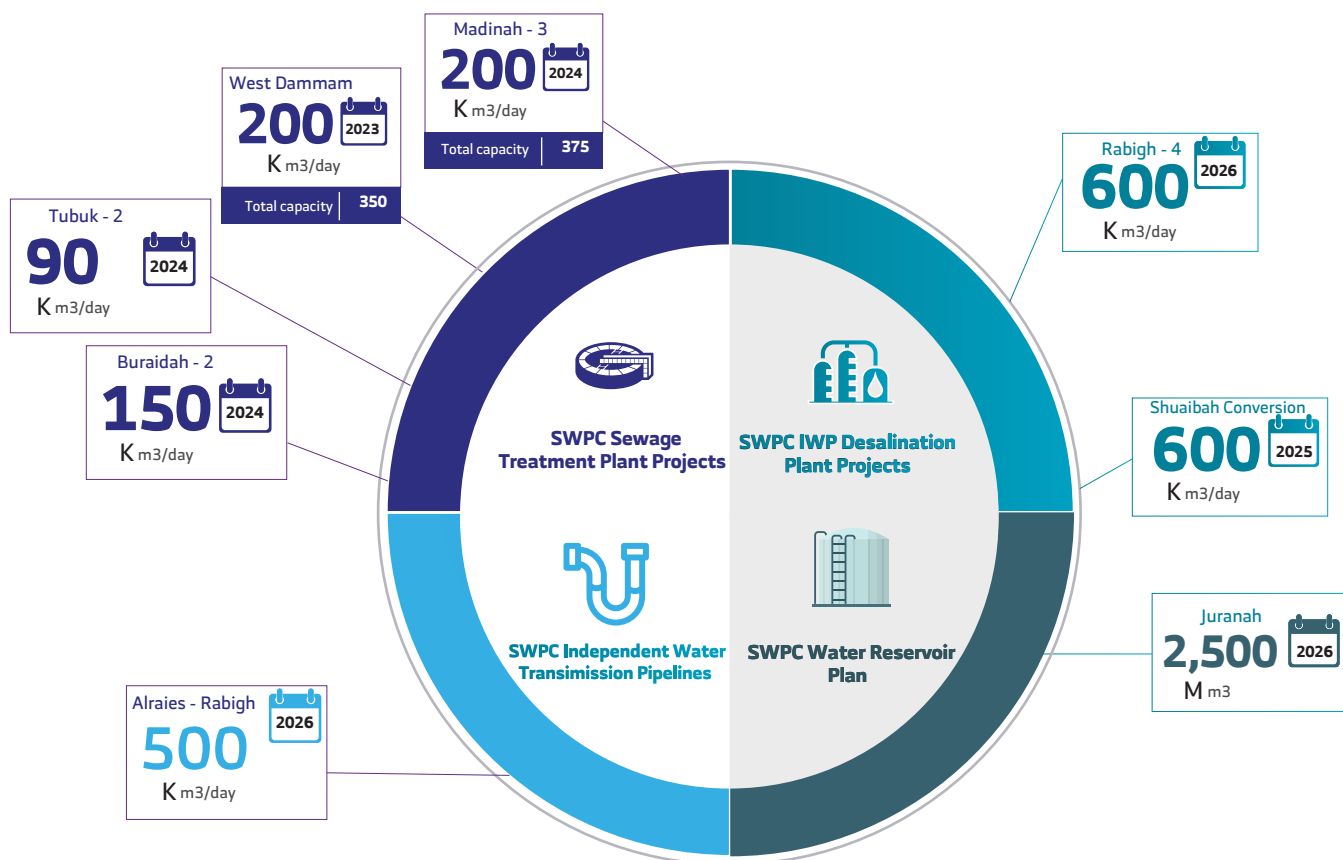 Madinah - 3
200
2024
K m3/day
Total capacity 375
West Dammam
200
2023
K m3/day
Total capacity 350
Tubuk - 2
90
2024
K m3/day
Buraidah - 2
150
2024
K m3/day
Rabigh - 4
600
2026
K m3/day
Shuaibah Conversion
600
2025
K m3/day
SWPC Sewage
Treatment Plant Projects
SWPC IWP Desalination
Plant Projects
SWPC Independent Water
Transimission Pipelines
SWPC Water Reservoir
Plan
Juranah
2,500
2026
M m3
Alraies - Rabigh
500
2026
K m3/day